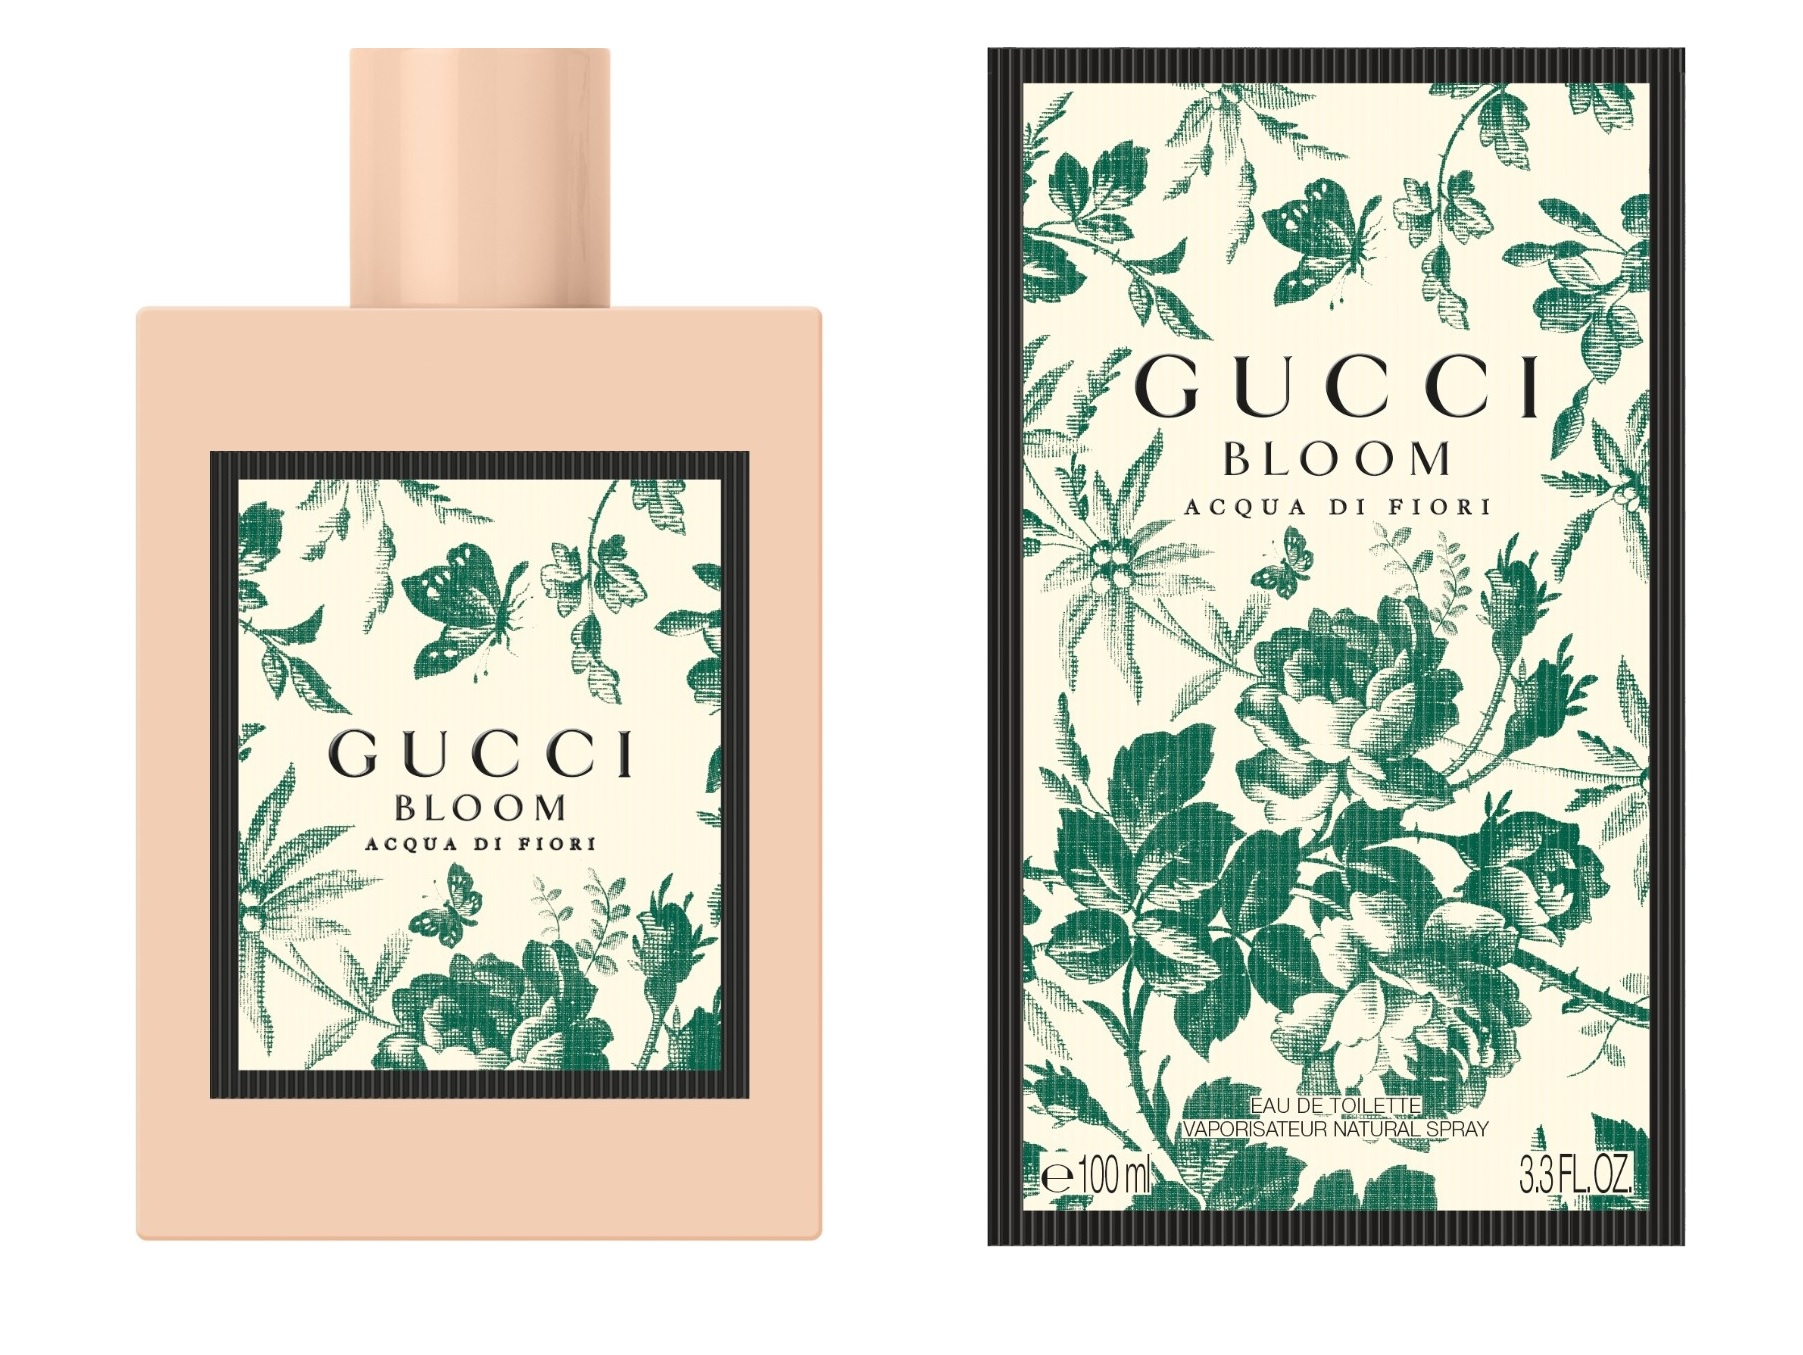 GUCCI
BLOOM
ACQUA DI FIORI
GUCCI
BLOOM
ACQUA DI FIORI
EAU DE TOILETTE
VAPORISATEUR NATURAL SPRAY
℮100 ml
3.3 FL. OZ.